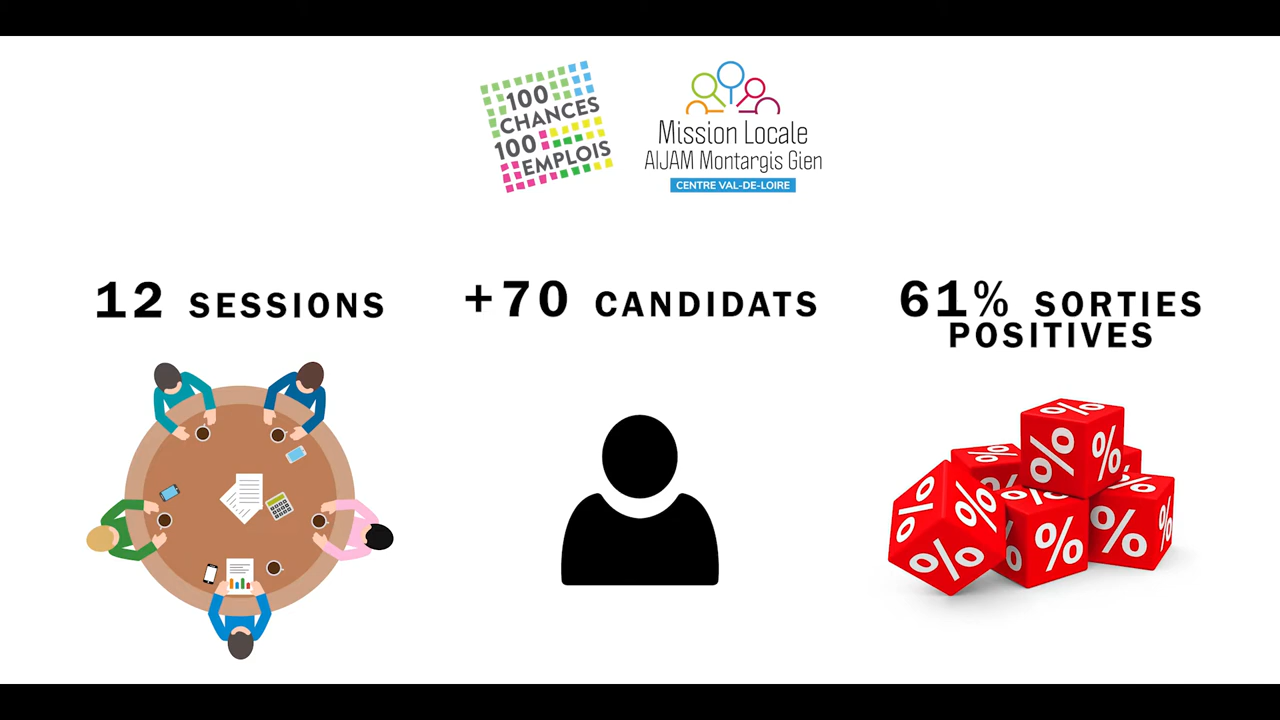 100
CHANCES
100
EMPLOIS
Mission Locale
AIJAM Montargis Gien
CENTRE VAL-DE-LOIRE
12 SESSIONS
+70 CANDIDATS
61% SORTIES
POSITIVES
%
%
%
%
%
%
%
%
%
%
%
%
%